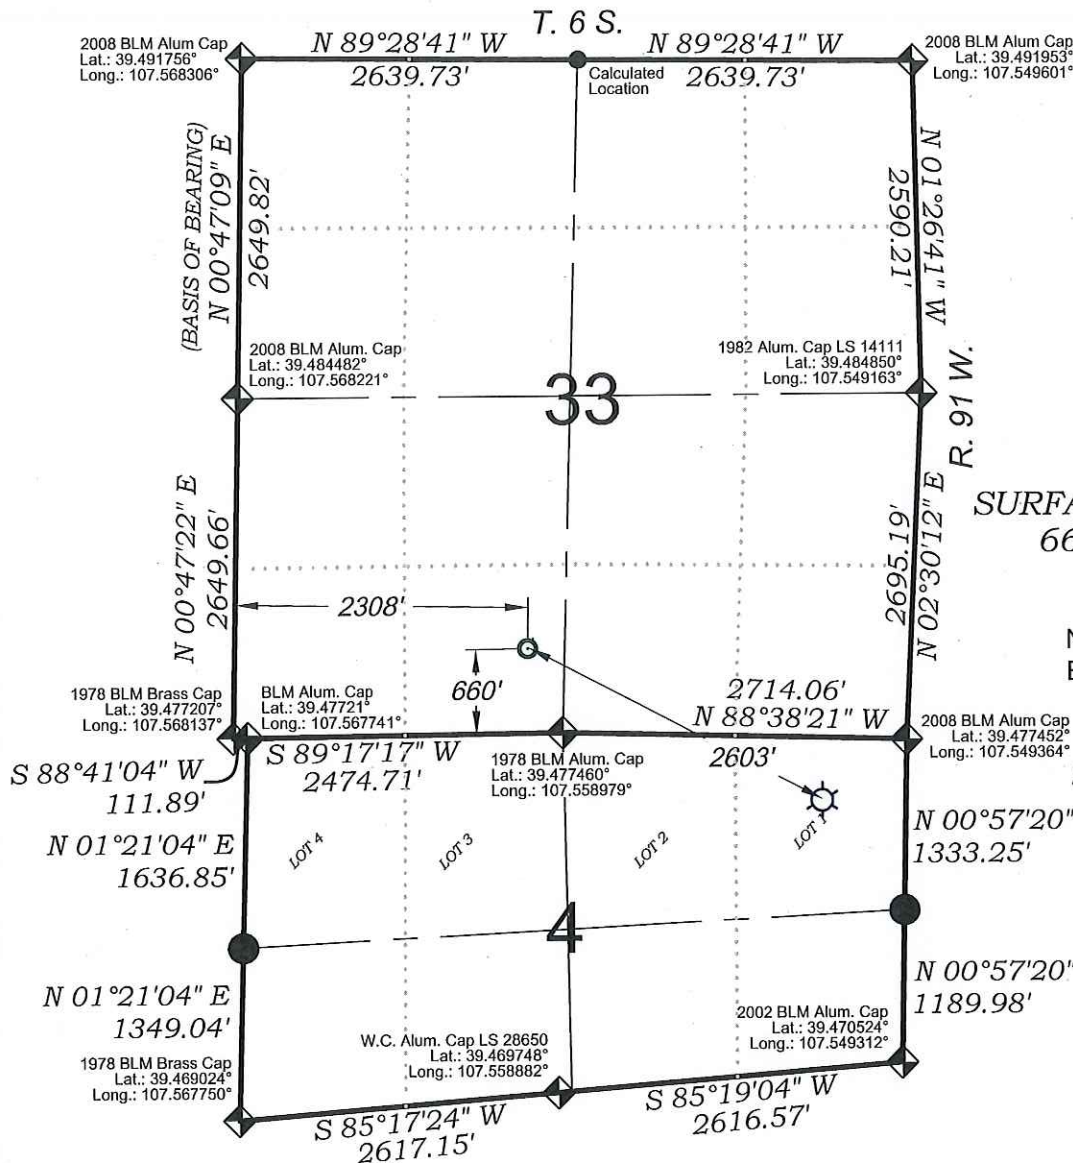 T. 6 S.
2008 BLM Alum Cap
Lat.: 39.491756°
Long.: 107.568306°
N 89°28'41" W
2639.73'
Calculated
Location
N 89°28'41" W
2639.73'
2008 BLM Alum Cap
Lat.: 39.491953°
Long.: 107.549601°
(BASIS OF BEARING)
N 00°47'09" E
2649.82'
N 01°26'41" W
2590.21'
2008 BLM Alum. Cap
Lat.: 39.484482°
Long.: 107.568221°
1982 Alum. Cap LS 14111
Lat.: 39.484850°
Long.: 107.549163°
33
R. 91 W.
N 00°47'22" E
2649.66'
2695.19'
N 02°30'12" E
SURFA
66
2308'
660'
N
E
1978 BLM Brass Cap
Lat.: 39.477207°
Long.: 107.568137°
BLM Alum. Cap
Lat.: 39.47721°
Long.: 107.567741°
2714.06'
N 88°38'21" W
2008 BLM Alum Cap
Lat.: 39.477452°
Long.: 107.549364°
S 88°41'04" W
111.89'
S 89°17'17" W
2474.71'
1978 BLM Alum. Cap
Lat.: 39.477460°
Long.: 107.558979°
2603'
N 01°21'04" E
1636.85'
LOT 4
LOT 3
LOT 2
LOT 1
N 00°57'20"
1333.25'
4
N 01°21'04" E
1349.04'
N 00°57'20"
1189.98'
1978 BLM Brass Cap
Lat.: 39.469024°
Long.: 107.567750°
W.C. Alum. Cap LS 28650
Lat.: 39.469748°
Long.: 107.558882°
2002 BLM Alum. Cap
Lat.: 39.470524°
Long.: 107.549312°
S 85°17'24" W
2617.15'
S 85°19'04" W
2616.57'